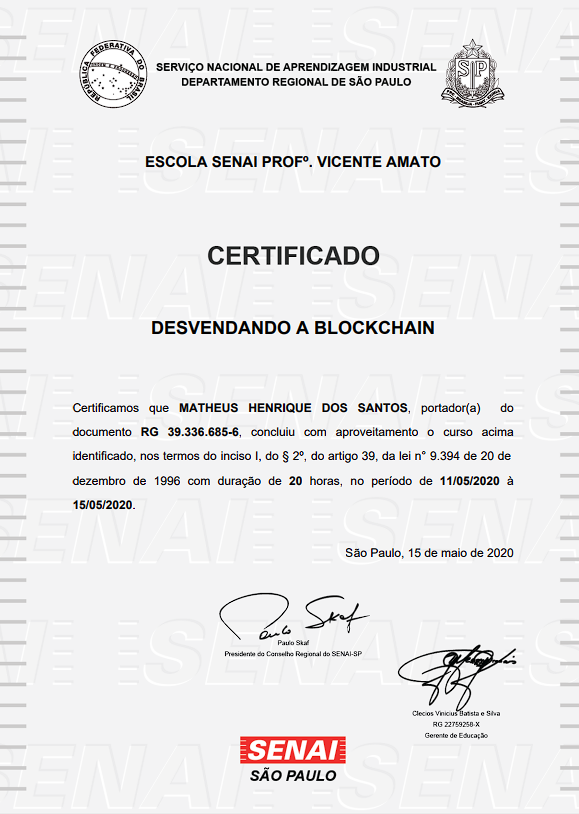 REPÚBLICA FEDERATIVA DO BRASIL
ORDEM E PROGRESSO
SERVIÇO NACIONAL DE APRENDIZAGEM INDUSTRIAL
DEPARTAMENTO REGIONAL DE SÃO PAULO
SP
ESCOLA SENAI PROFº. VICENTE AMATO
CERTIFICADO
DESVENDANDO A BLOCKCHAIN
Certificamos que MATHEUS HENRIQUE DOS SANTOS, portador(a) do
documento RG 39.336.685-6, concluiu com aproveitamento o curso acima
identificado, nos termos do inciso I, do § 2º, do artigo 39, da lei n° 9.394 de 20 de
dezembro de 1996 com duração de 20 horas, no período de 11/05/2020 à
15/05/2020.
São Paulo, 15 de maio de 2020
Paulo Skaf
Paulo Skaf
Presidente do Conselho Regional do SENAI-SP
Clecios Vinícius Batista e Silva
RG 22759258-X
Gerente de Educação
SENAI
SÃO PAULO